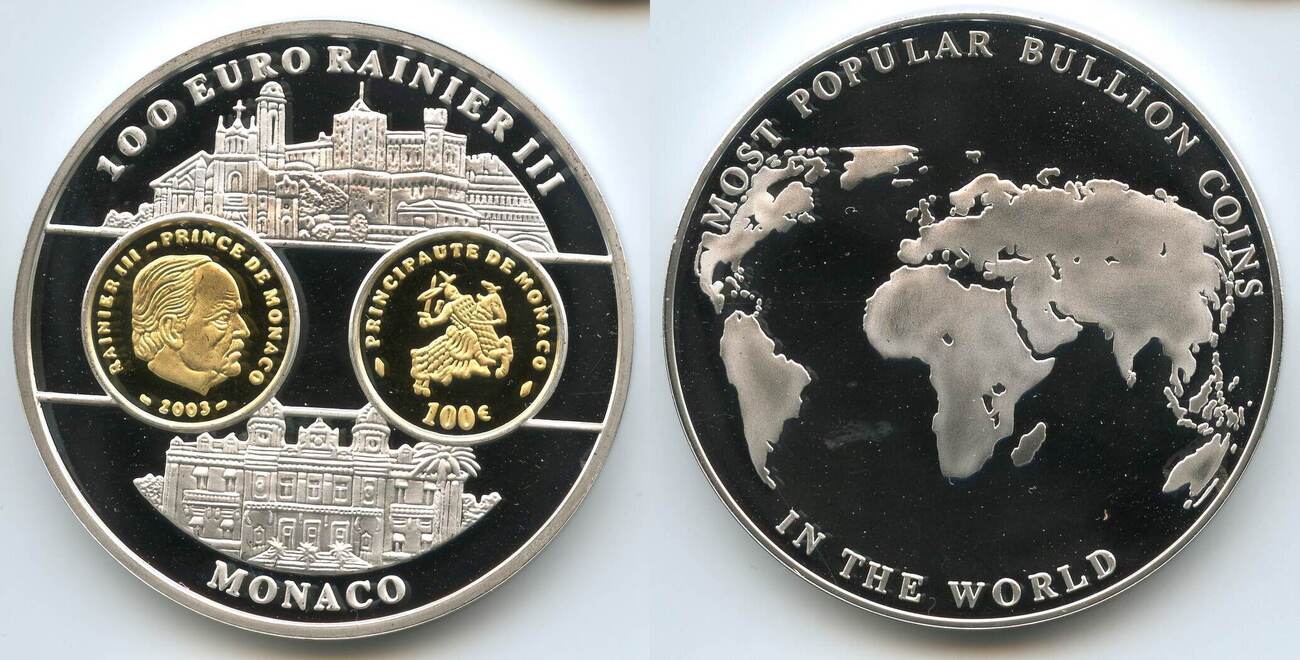 100 EURO RAINIER III
RAINIER III - PRINCE DE MONACO
- 2003 -
PRINCIPAUTE DE MONACO
100€
MONACO
MOST POPULAR BULLION COINS
IN THE WORLD